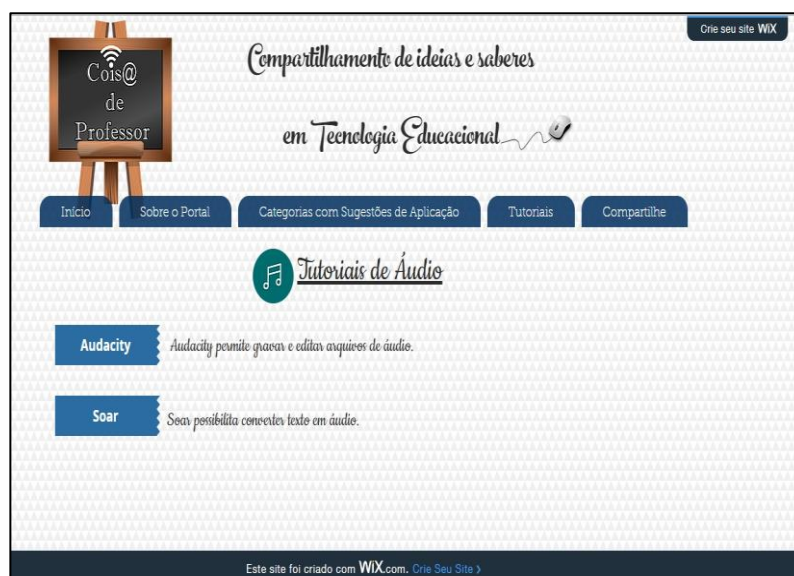 Crie seu site WiX
Cois@
de
Professor
Compartilhamento de ideias e saberes
em Tecnologia Educacional
Início
Sobre o Portal
Categorias com Sugestões de Aplicação
Tutoriais
Compartilhe
Tutoriais de Áudio
Audacity
Audacity permite gravar e editar arquivos de áudio.
Soar
Soar possibilita converter texto em áudio.
Este site foi criado com WiX.com. Crie Seu Site >